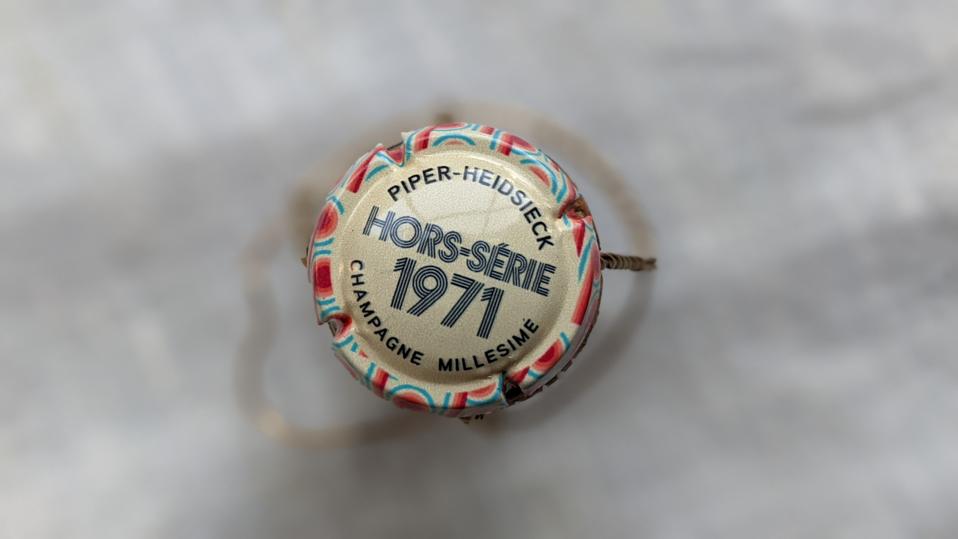 PIPER-HEIDSIECK
HORS-SÉRIE
1971
CHAMPAGNE MILLESIMÉ